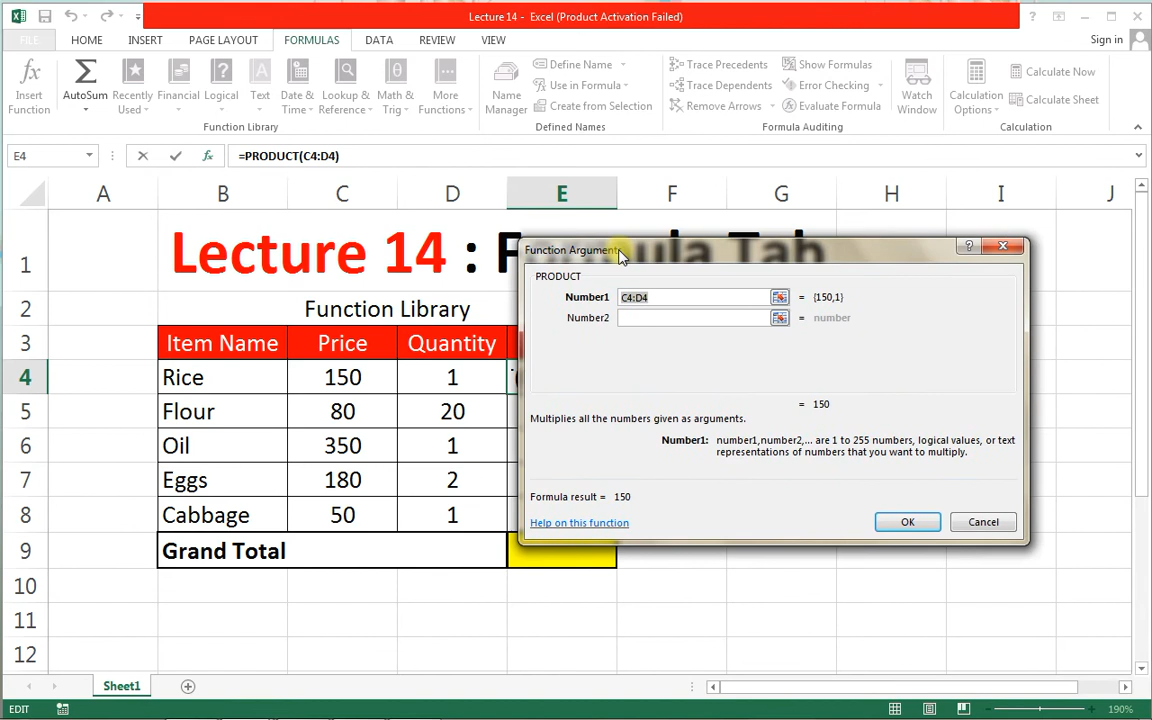 Lecture 14 - Excel (Product Activation Failed)
FILE HOME INSERT PAGE LAYOUT FORMULAS DATA REVIEW VIEW Sign in
Insert Function
AutoSum
Recently Used
Financial
Logical
Text
Date & Time
Lookup & Reference
Math & Trig
More Functions
Function Library
Name Manager
Define Name
Use in Formula
Create from Selection
Defined Names
Trace Precedents
Trace Dependents
Remove Arrows
Show Formulas
Error Checking
Evaluate Formula
Formula Auditing
Watch Window
Calculation Options
Calculate Now
Calculate Sheet
Calculation
E4 fx =PRODUCT(C4:D4)
A B C D E F G H I J
1 Lecture 14 : Formula Tab
2 Function Library
3 Item Name Price Quantity
4 Rice 150 1
5 Flour 80 20
6 Oil 350 1
7 Eggs 180 2
8 Cabbage 50 1
9 Grand Total
10
11
12
Function Arguments
PRODUCT
Number1 C4:D4 = {150,1}
Number2 = number
= 150
Multiplies all the numbers given as arguments.
Number1: number1,number2,... are 1 to 255 numbers, logical values, or text
representations of numbers that you want to multiply.
Formula result = 150
Help on this function OK Cancel
Sheet1
EDIT 190%